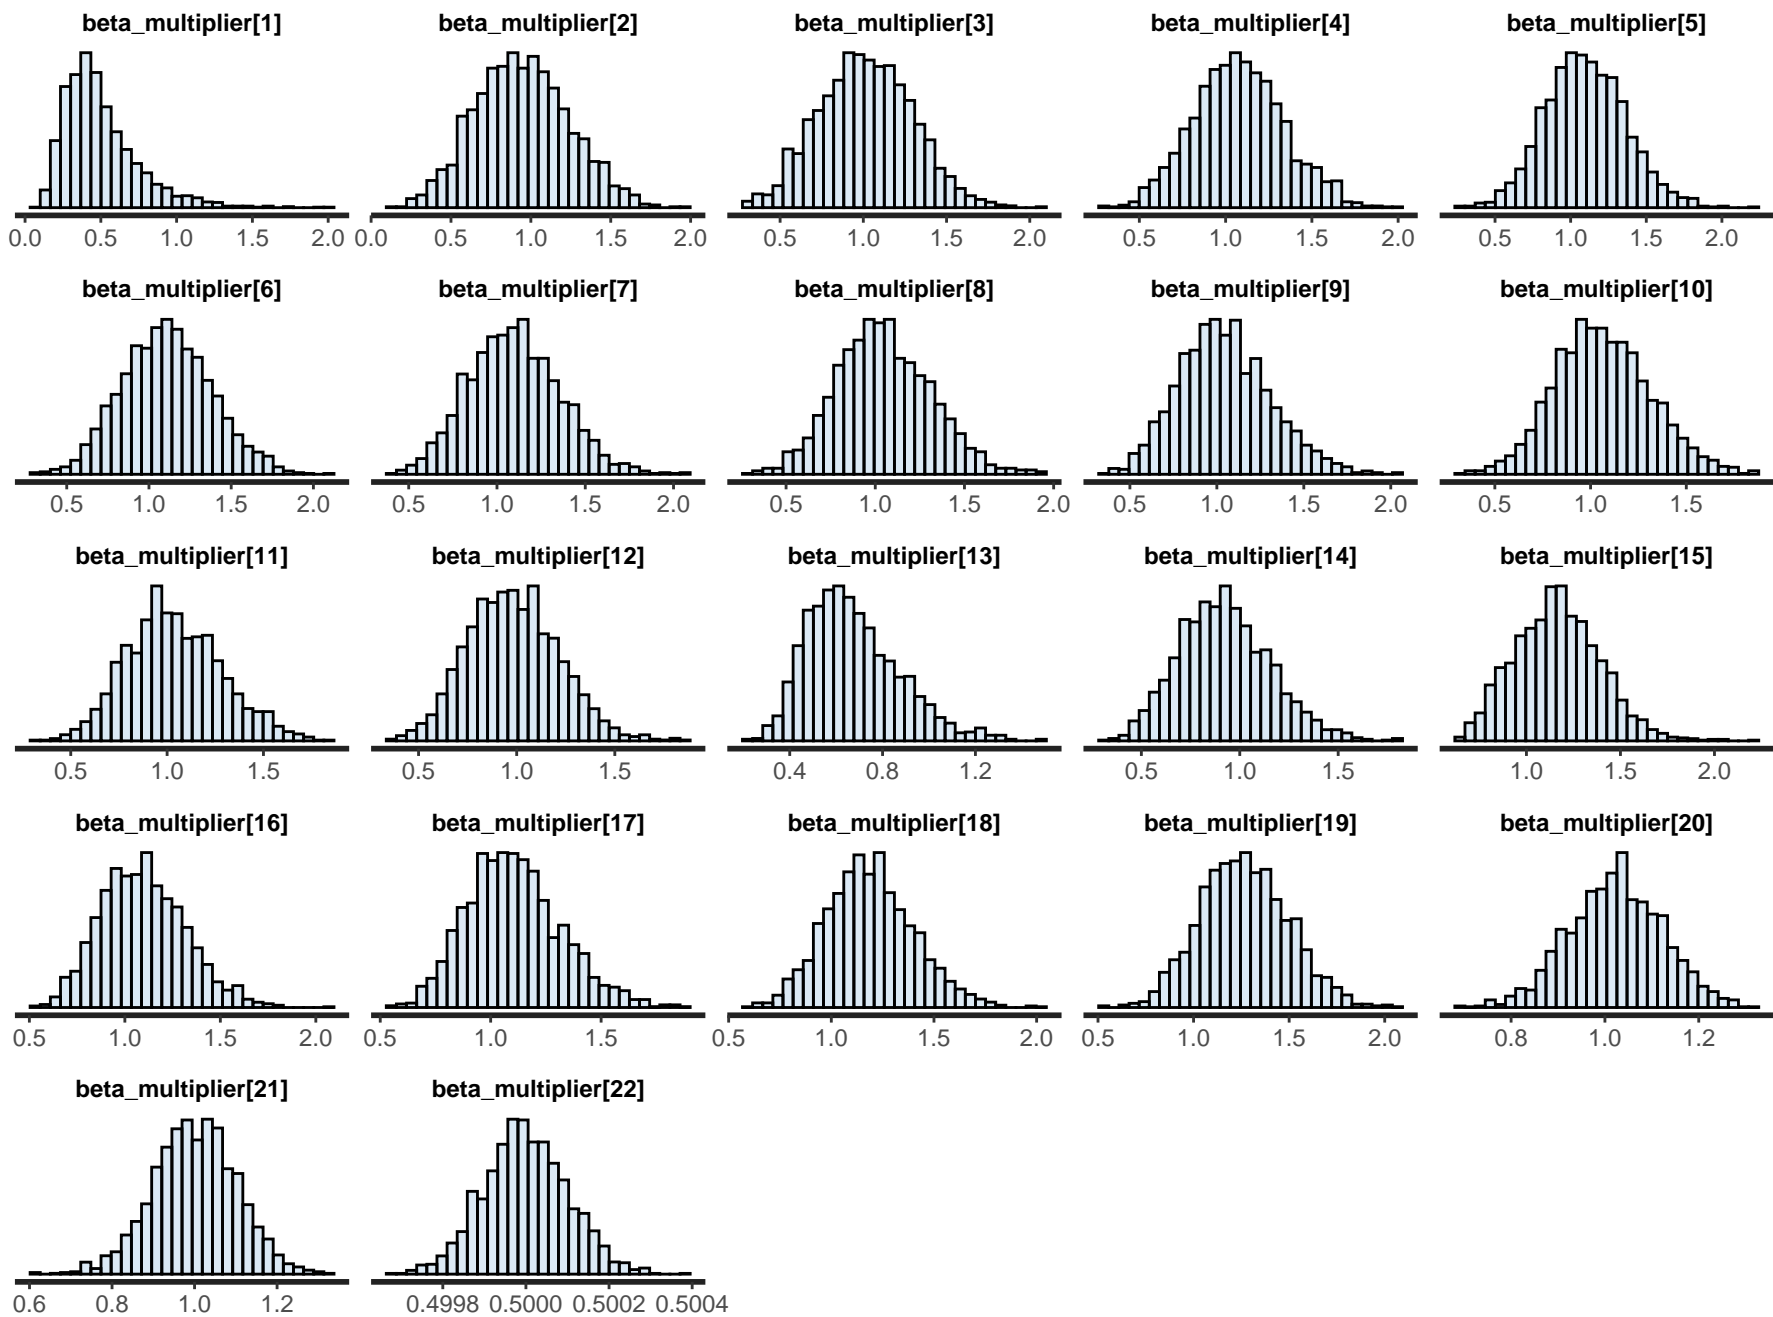 beta_multiplier[1] beta_multiplier[2] beta_multiplier[3] beta_multiplier[4] beta_multiplier[5]
0.0 0.5 1.0 1.5 2.0 0.0 0.5 1.0 1.5 2.0 0.5 1.0 1.5 2.0 0.5 1.0 1.5 2.0 0.5 1.0 1.5 2.0
beta_multiplier[6] beta_multiplier[7] beta_multiplier[8] beta_multiplier[9] beta_multiplier[10]
0.5 1.0 1.5 2.0 0.5 1.0 1.5 2.0 0.5 1.0 1.5 2.0 0.5 1.0 1.5 2.0 0.5 1.0 1.5
beta_multiplier[11] beta_multiplier[12] beta_multiplier[13] beta_multiplier[14] beta_multiplier[15]
0.5 1.0 1.5 0.5 1.0 1.5 0.4 0.8 1.2 0.5 1.0 1.5 1.0 1.5 2.0
beta_multiplier[16] beta_multiplier[17] beta_multiplier[18] beta_multiplier[19] beta_multiplier[20]
0.5 1.0 1.5 2.0 0.5 1.0 1.5 0.5 1.0 1.5 2.0 0.5 1.0 1.5 2.0 0.8 1.0 1.2
beta_multiplier[21] beta_multiplier[22]
0.6 0.8 1.0 1.2 0.4998 0.5000 0.5002 0.5004